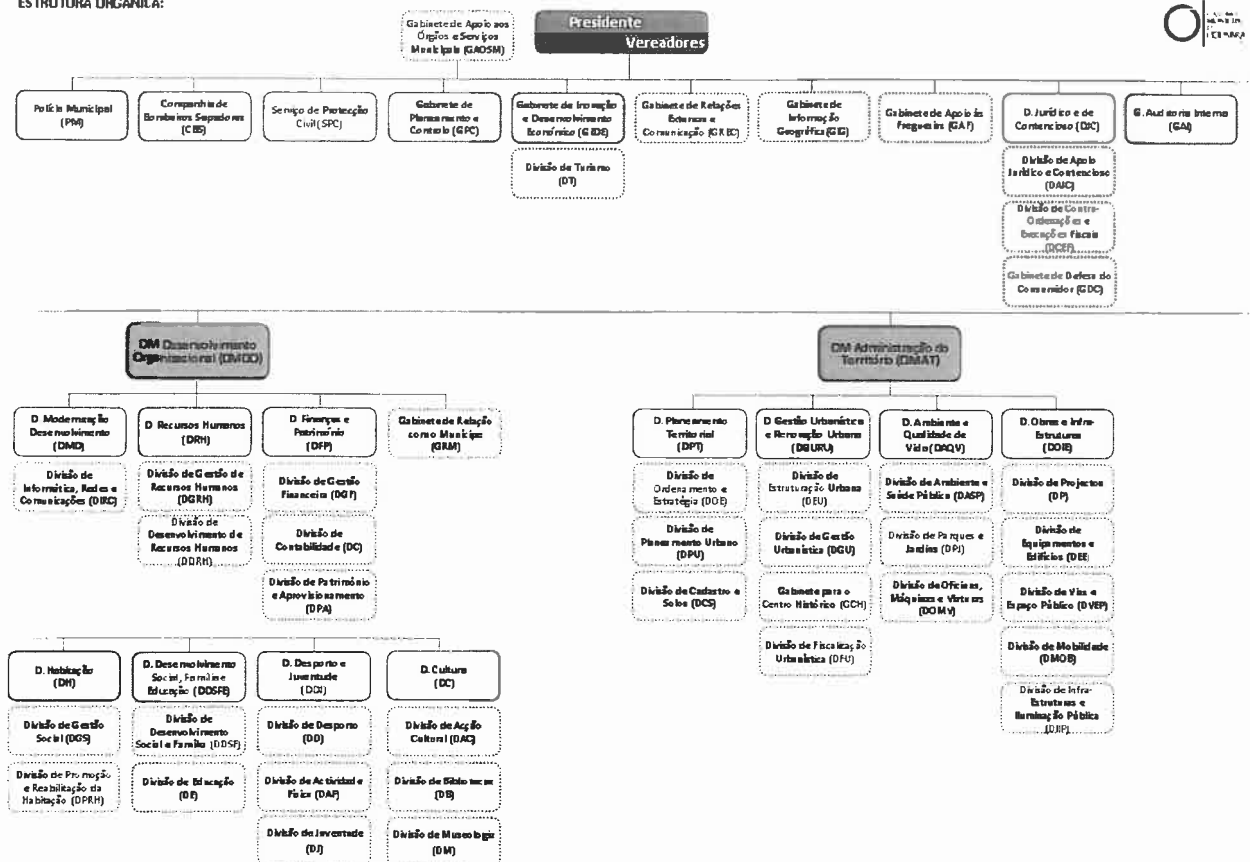 ESTRUTURA ORGÂNICA:
Gabinete de Apoio aos
Órgãos e Serviços
Municipais (GAOSM)
Presidente
Vereadores
Polícia Municipal
(PM)
Companhia de
Bombeiros Sapadores
(CBS)
Serviço de Protecção
Civil (SPC)
Gabinete de
Planeamento e
Controlo (GPC)
Gabinete de Inovação
e Desenvolvimento
Económico (GIDE)
Divisão de Turismo
(DT)
Gabinete de Relações
Externas e
Comunicação (GREC)
Gabinete de
Informação
Geográfica (GIG)
Gabinete de Apoio às
Freguesias (GAF)
D. Jurídico e de
Contencioso (DJC)
Divisão de Apoio
Jurídico e Contencioso
(DAJC)
Divisão de Contra-
Ordenações e
Execuções Fiscais
(DCEF)
Gabinete de Defesa do
Consumidor (GDC)
G. Auditoria Interna
(GAI)
DM Desenvolvimento
Organizacional (DMDO)
D. Modernização
Desenvolvimento
(DMD)
Divisão de
Informática, Redes e
Comunicações (DIRC)
D. Recursos Humanos
(DRH)
Divisão de Gestão de
Recursos Humanos
(DGRH)
Divisão de
Desenvolvimento de
Recursos Humanos
(DDRH)
D. Finanças e
Património
(DFP)
Divisão de Gestão
Financeira (DGF)
Divisão de
Contabilidade (DC)
Divisão de Património
e Aprovisionamento
(DPA)
Gabinete de Relação
com o Munícipe
(GRM)
DM Administração do
Território (DMAT)
D. Planeamento
Territorial
(DPT)
Divisão de
Ordenamento e
Estratégia (DOE)
Divisão de
Planeamento Urbano
(DPU)
Divisão de Cadastro e
Solos (DCS)
D Gestão Urbanística
e Renovação Urbana
(DGURU)
Divisão de
Estruturação Urbana
(DEU)
Divisão de Gestão
Urbanística (DGU)
Gabinete para o
Centro Histórico (GCH)
Divisão de Fiscalização
Urbanística (DFU)
D. Ambiente e
Qualidade de
Vida (DAQV)
Divisão de Ambiente e
Saúde Pública (DASP)
Divisão de Parques e
Jardins (DPJ)
Divisão de Oficinas,
Máquinas e Viaturas
(DOMV)
D. Obras e Infra-
Estruturas
(DOIE)
Divisão de Projectos
(DP)
Divisão de
Equipamentos e
Edifícios (DEE)
Divisão de Vias e
Espaço Público (DVEP)
Divisão de Mobilidade
(DMOB)
Divisão de Infra-
Estruturas e
Iluminação Pública
(DIIP)
D. Habitação
(DH)
Divisão de Gestão
Social (DGS)
Divisão de Promoção
e Reabilitação da
Habitação (DPRH)
D. Desenvolvimento
Social, Família e
Educação (DDSFE)
Divisão de
Desenvolvimento
Social e Família (DDSF)
Divisão de Educação
(DE)
D. Desporto e
Juventude
(DDJ)
Divisão de Desporto
(DD)
Divisão de Actividade
Física (DAF)
Divisão da Juventude
(DJ)
D. Cultura
(DC)
Divisão de Acção
Cultural (DAC)
Divisão de Bibliotecas
(DB)
Divisão de Museologia
(DM)